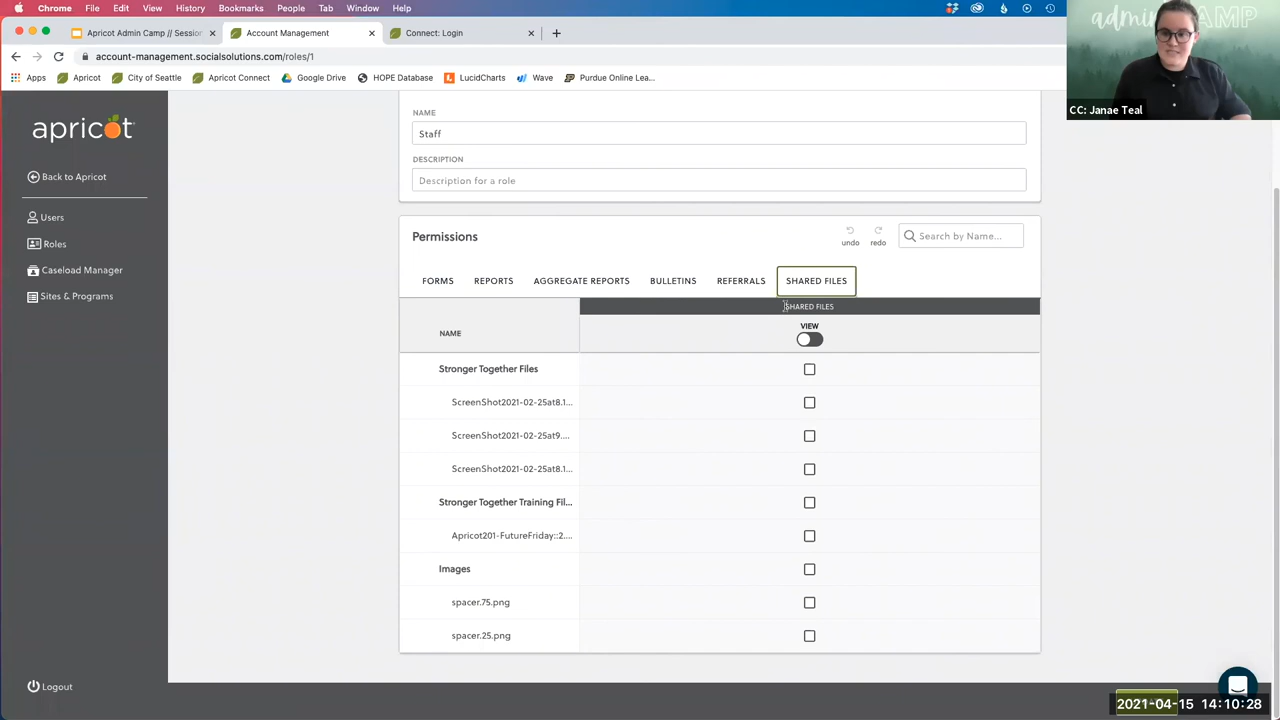 Chrome File Edit View History Bookmarks People Tab Window Help
Apricot Admin Camp // Session
Account Management
Connect: Login
account-management.socialsolutions.com/roles/1
Apps Apricot City of Seattle Apricot Connect Google Drive HOPE Database LucidCharts Wave Purdue Online Lea...
CC: Janae Teal
apricot
Back to Apricot
Users
Roles
Caseload Manager
Sites & Programs
Logout
NAME
Staff
DESCRIPTION
Description for a role
Permissions
undo redo
Search by Name...
FORMS REPORTS AGGREGATE REPORTS BULLETINS REFERRALS SHARED FILES
SHARED FILES
NAME
VIEW
Stronger Together Files
ScreenShot2021-02-25at8.1...
ScreenShot2021-02-25at9....
ScreenShot2021-02-25at8.1...
Stronger Together Training Fil...
Apricot201-FutureFriday::2....
Images
spacer.75.png
spacer.25.png
2021-04-15 14:10:28